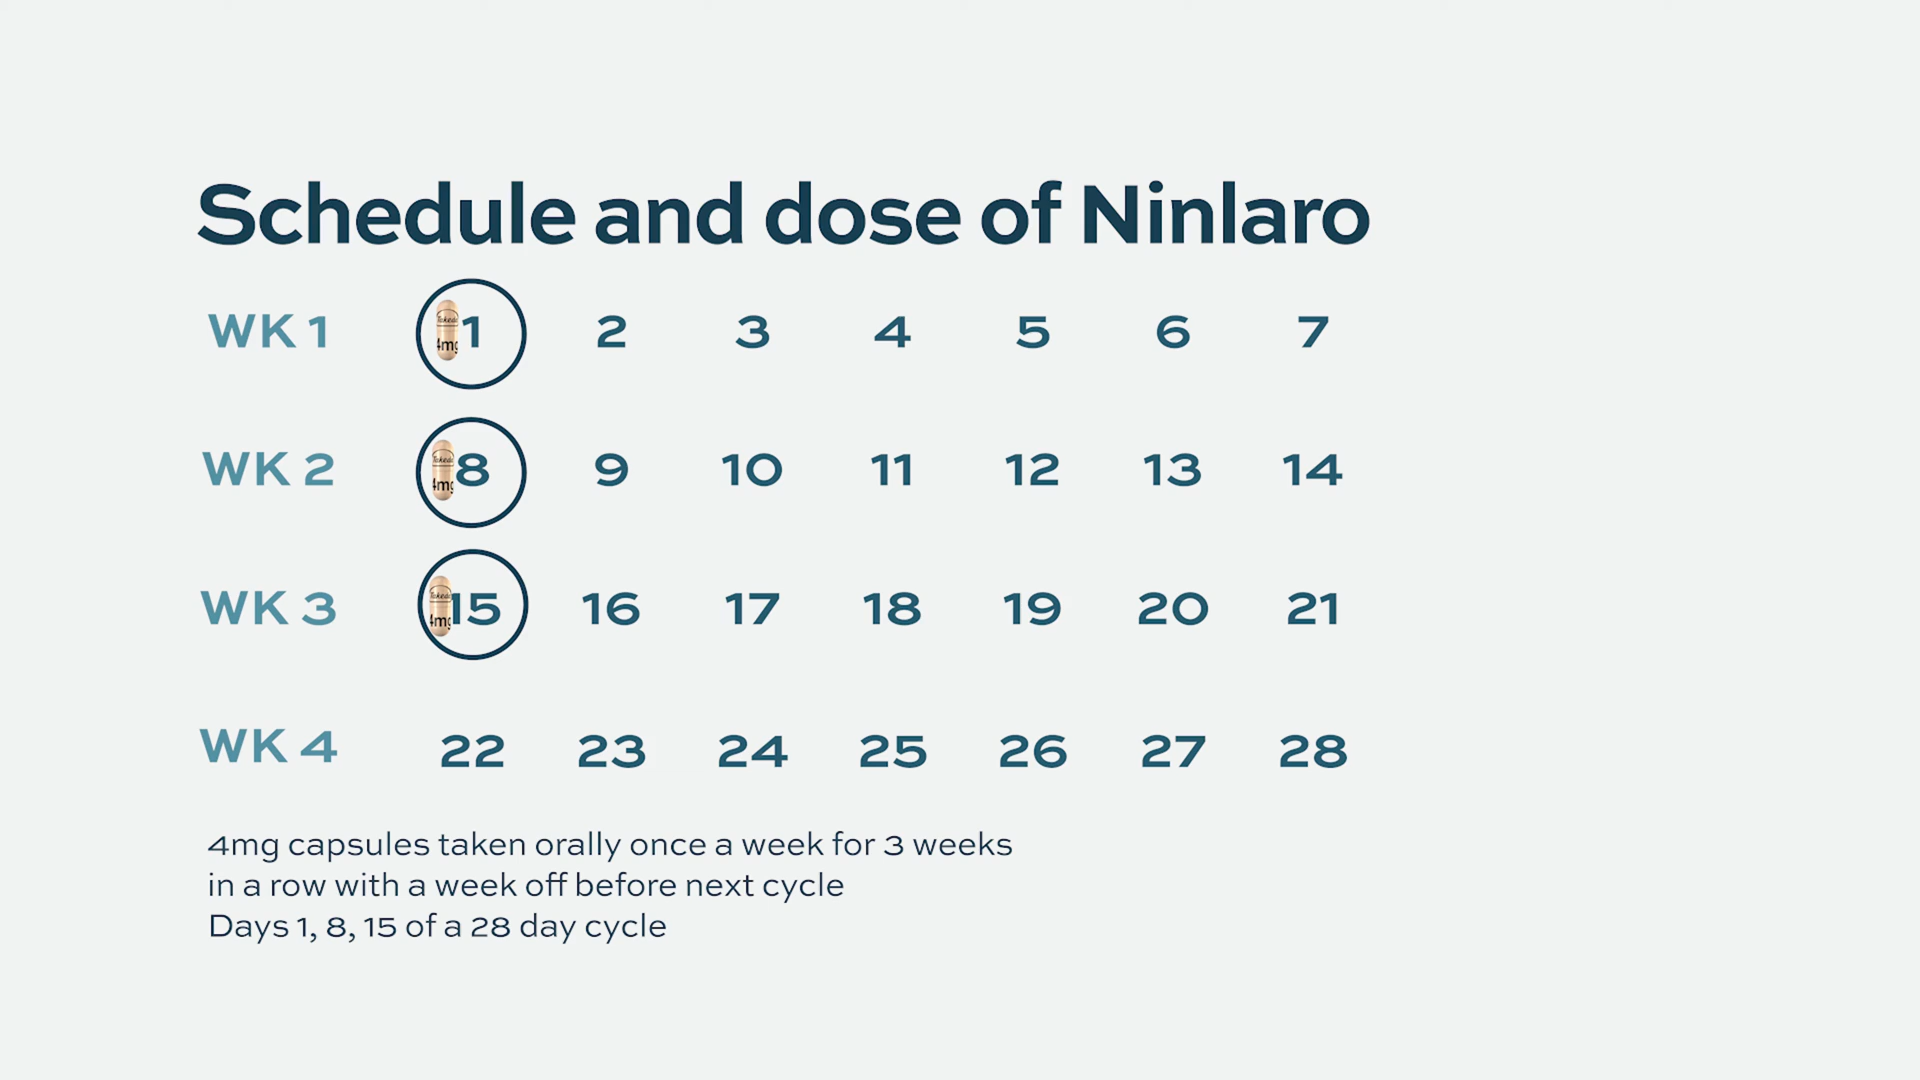 Schedule and dose of Ninlaro
WK 1 1 2 3 4 5 6 7
4mg
WK 2 8 9 10 11 12 13 14
4mg
WK 3 15 16 17 18 19 20 21
4mg
WK 4 22 23 24 25 26 27 28
4mg capsules taken orally once a week for 3 weeks
in a row with a week off before next cycle
Days 1, 8, 15 of a 28 day cycle